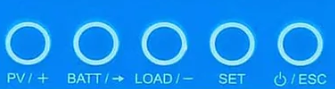 PV / + BATT / → LOAD / − SET ⏻ / ESC